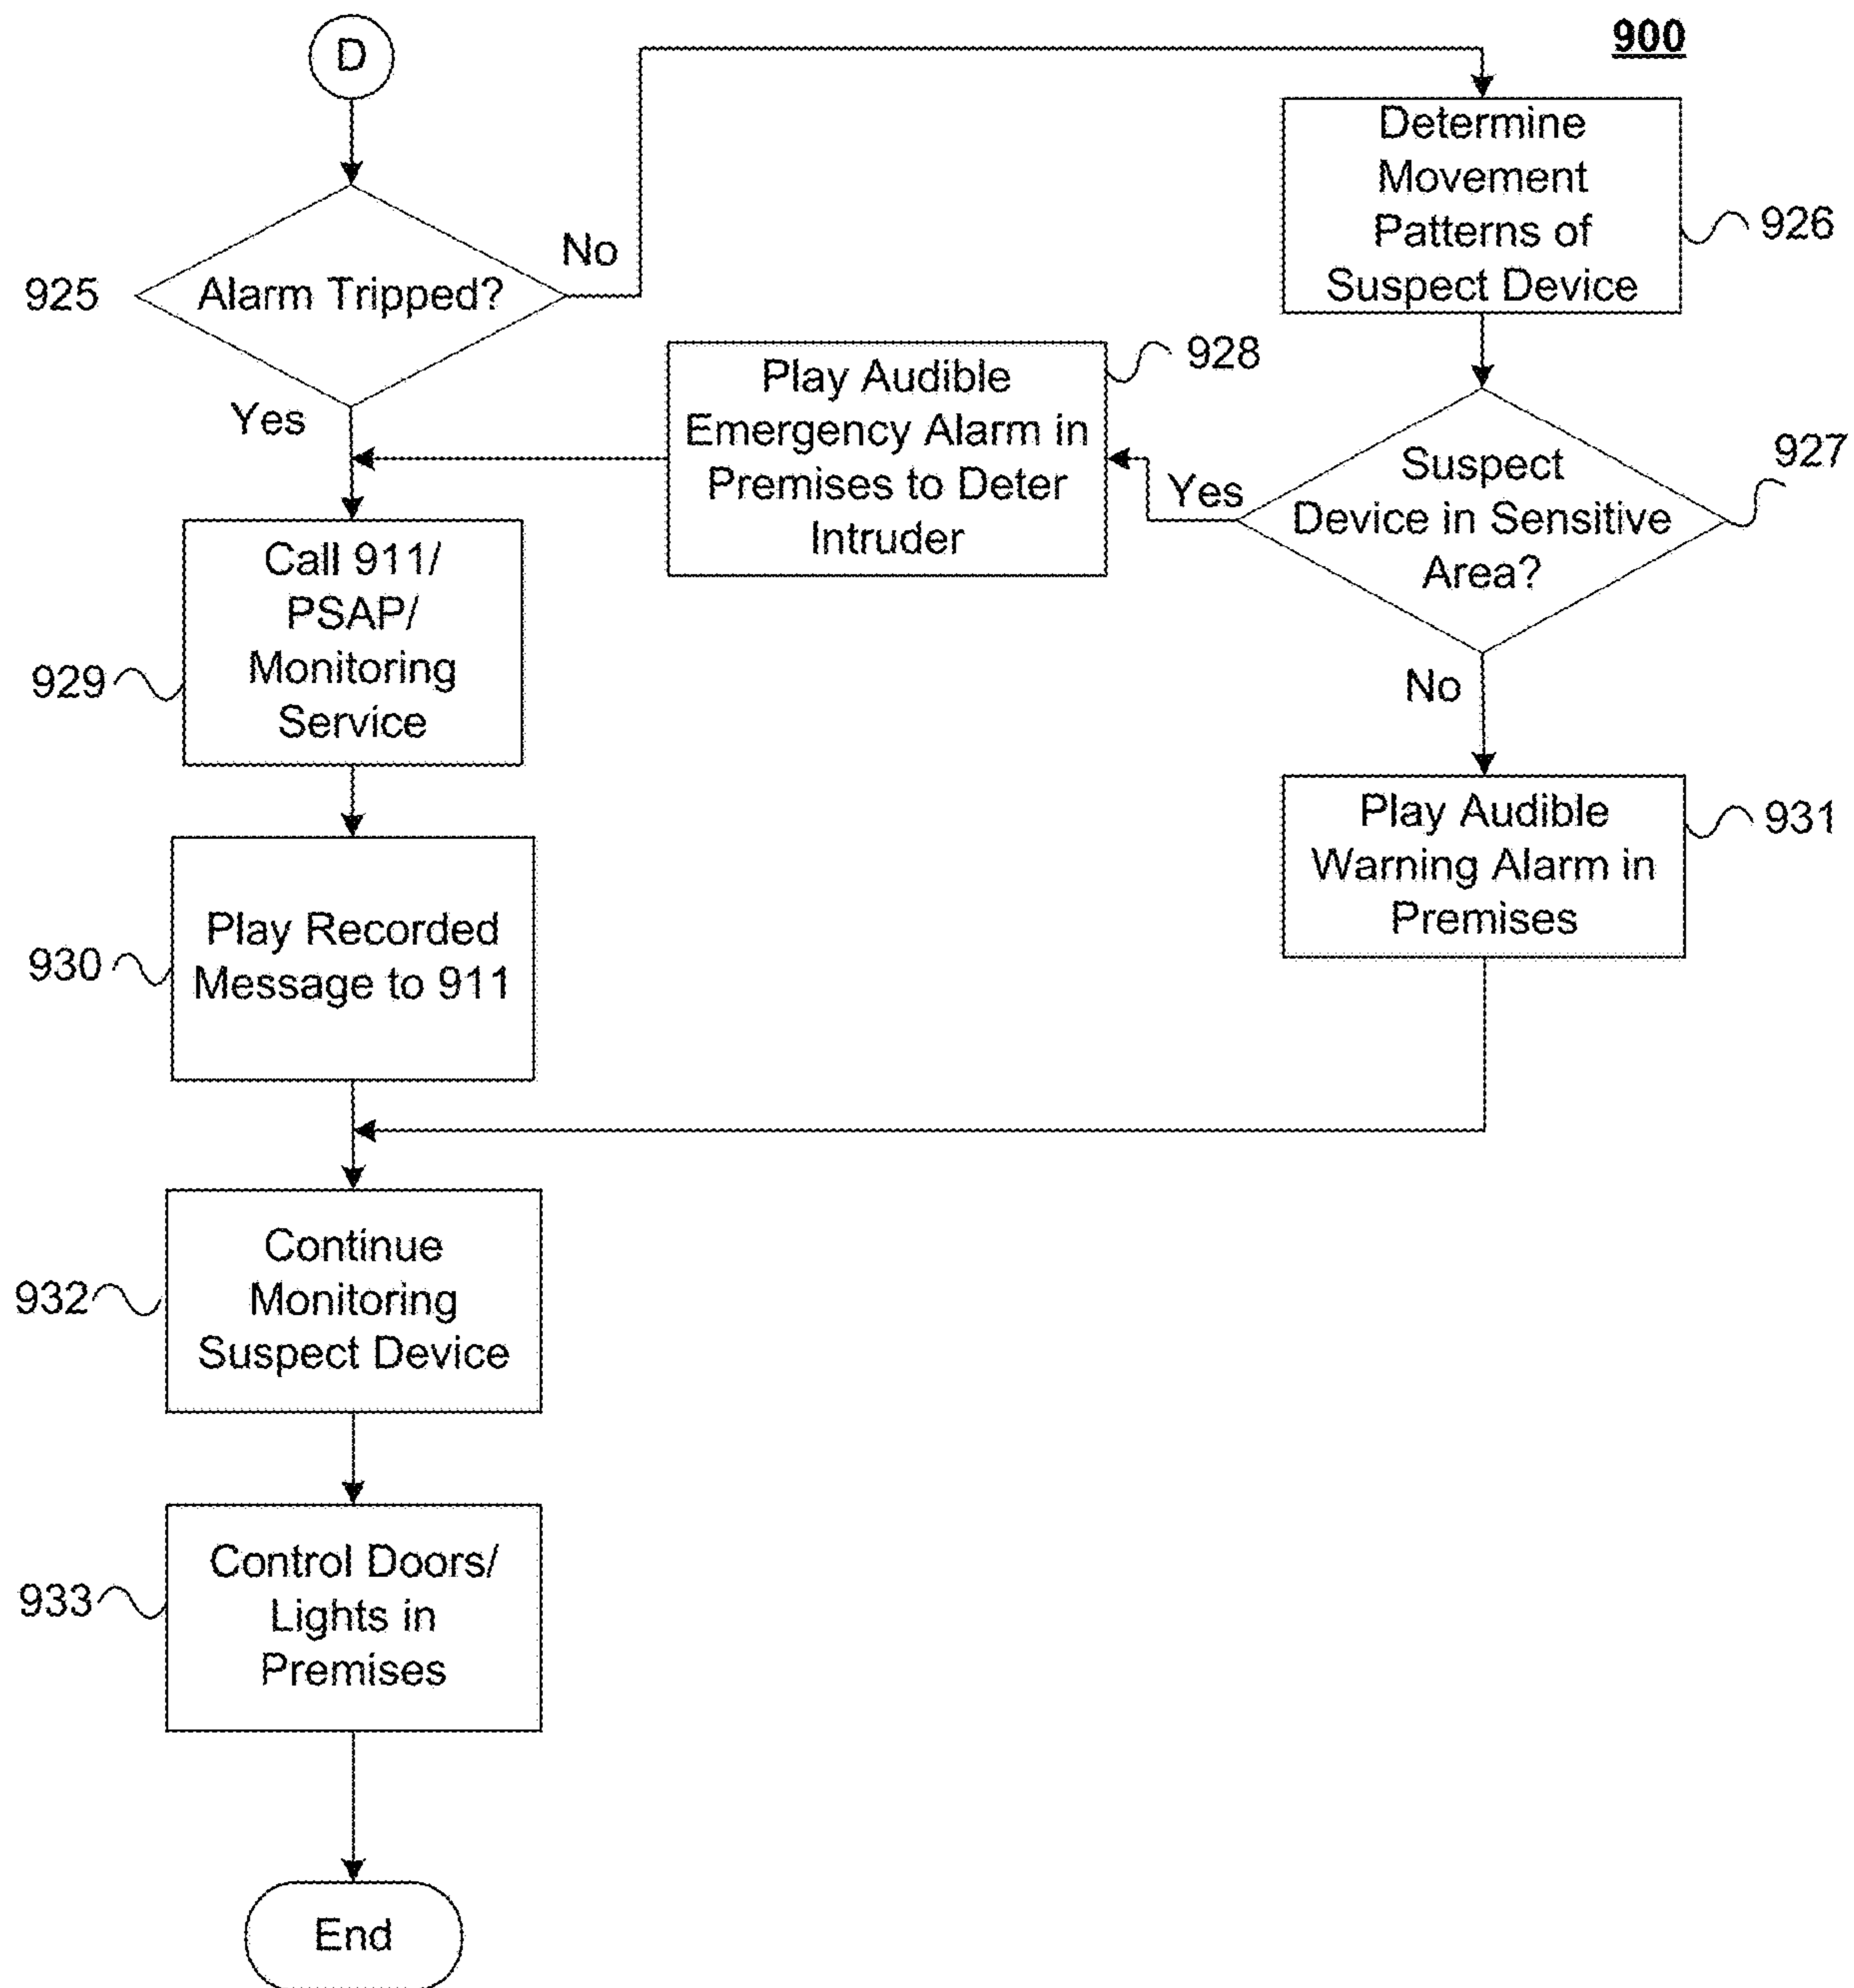 900
D
925
Alarm Tripped?
No
Yes
Determine
Movement
Patterns of
Suspect Device
926
Suspect
Device in Sensitive
Area?
927
Yes
No
Play Audible
Emergency Alarm in
Premises to Deter
Intruder
928
Call 911/
PSAP/
Monitoring
Service
929
Play Recorded
Message to 911
930
Play Audible
Warning Alarm in
Premises
931
Continue
Monitoring
Suspect Device
932
Control Doors/
Lights in
Premises
933
End